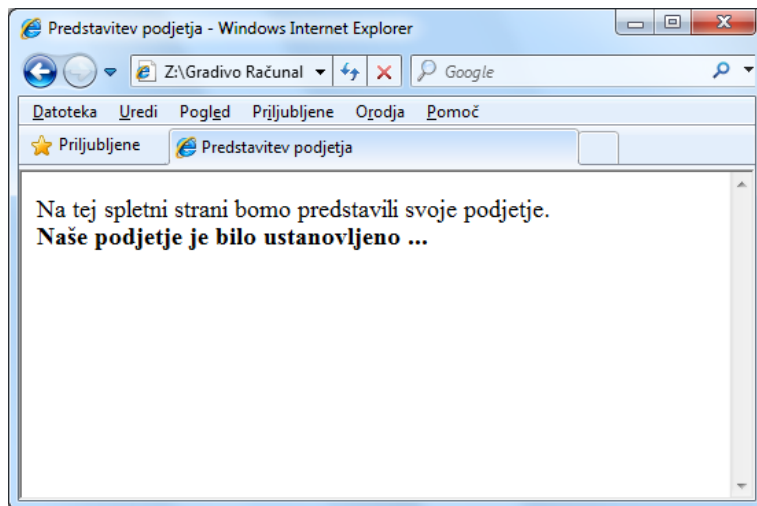 Predstavitev podjetja - Windows Internet Explorer
Z:\Gradivo Računal
Google
Datoteka Uredi Pogled Priljubljene Orodja Pomoč
Priljubljene Predstavitev podjetja
Na tej spletni strani bomo predstavili svoje podjetje.
Naše podjetje je bilo ustanovljeno ...